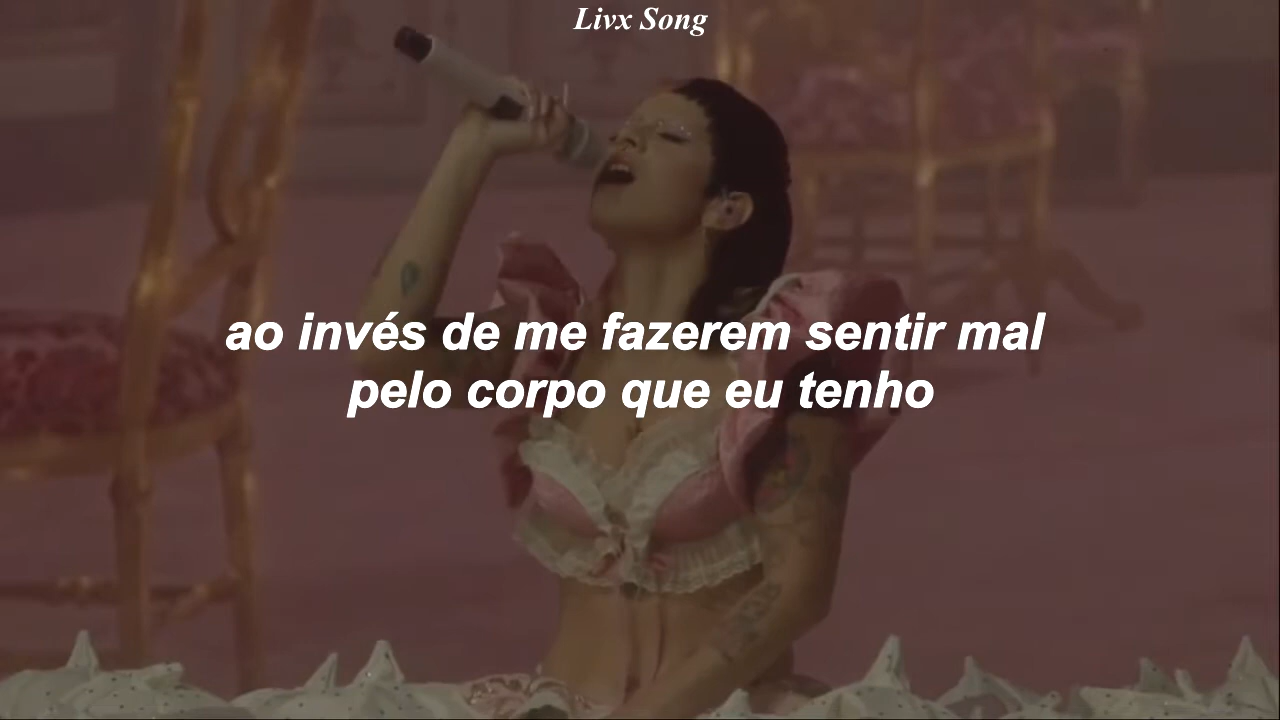 Livx Song
ao invés de me fazerem sentir mal
pelo corpo que eu tenho